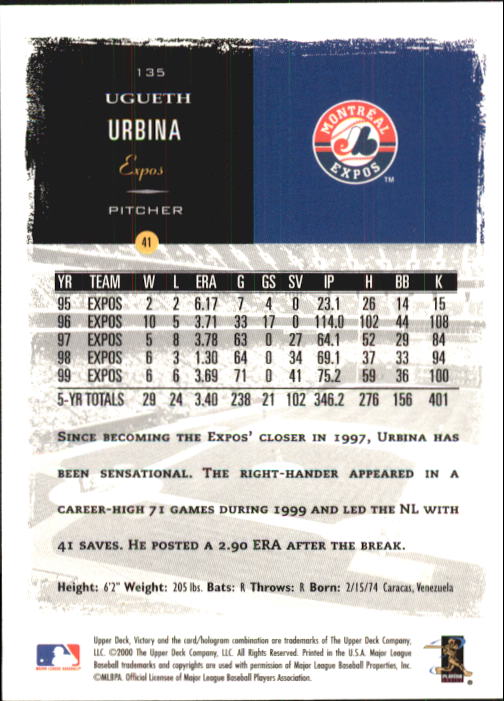 135
UGUETH
URBINA
Expos
PITCHER
MONTRÉAL
EXPOS
TM
41
YR TEAM W L ERA G GS SV IP H BB K
95 EXPOS 2 2 6.17 7 4 0 23.1 26 14 15
96 EXPOS 10 5 3.71 33 17 0 114.0 102 44 108
97 EXPOS 5 8 3.78 63 0 27 64.1 52 29 84
98 EXPOS 6 3 1.30 64 0 34 69.1 37 33 94
99 EXPOS 6 6 3.69 71 0 41 75.2 59 36 100
5-YR TOTALS 29 24 3.40 238 21 102 346.2 276 156 401
SINCE BECOMING THE EXPOS' CLOSER IN 1997, URBINA HAS
BEEN SENSATIONAL. THE RIGHT-HANDER APPEARED IN A
CAREER-HIGH 71 GAMES DURING 1999 AND LED THE NL WITH
41 SAVES. HE POSTED A 2.90 ERA AFTER THE BREAK.
Height: 6'2" Weight: 205 lbs. Bats: R Throws: R Born: 2/15/74 Caracas, Venezuela
Upper Deck, Victory and the card/hologram combination are trademarks of The Upper Deck Company,
LLC. ©2000 The Upper Deck Company, LLC. All Rights Reserved. Printed in the U.S.A. Major League
Baseball trademarks and copyrights are used with permission of Major League Baseball Properties, Inc.
©MLBPA. Official Licensee of Major League Baseball Players Association.